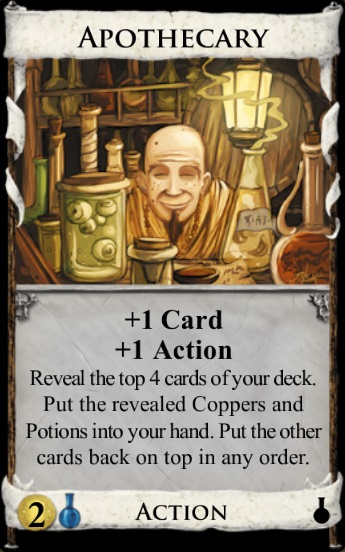 APOTHECARY
+1 Card
+1 Action
Reveal the top 4 cards of your deck.
Put the revealed Coppers and
Potions into your hand. Put the other
cards back on top in any order.
2 ACTION